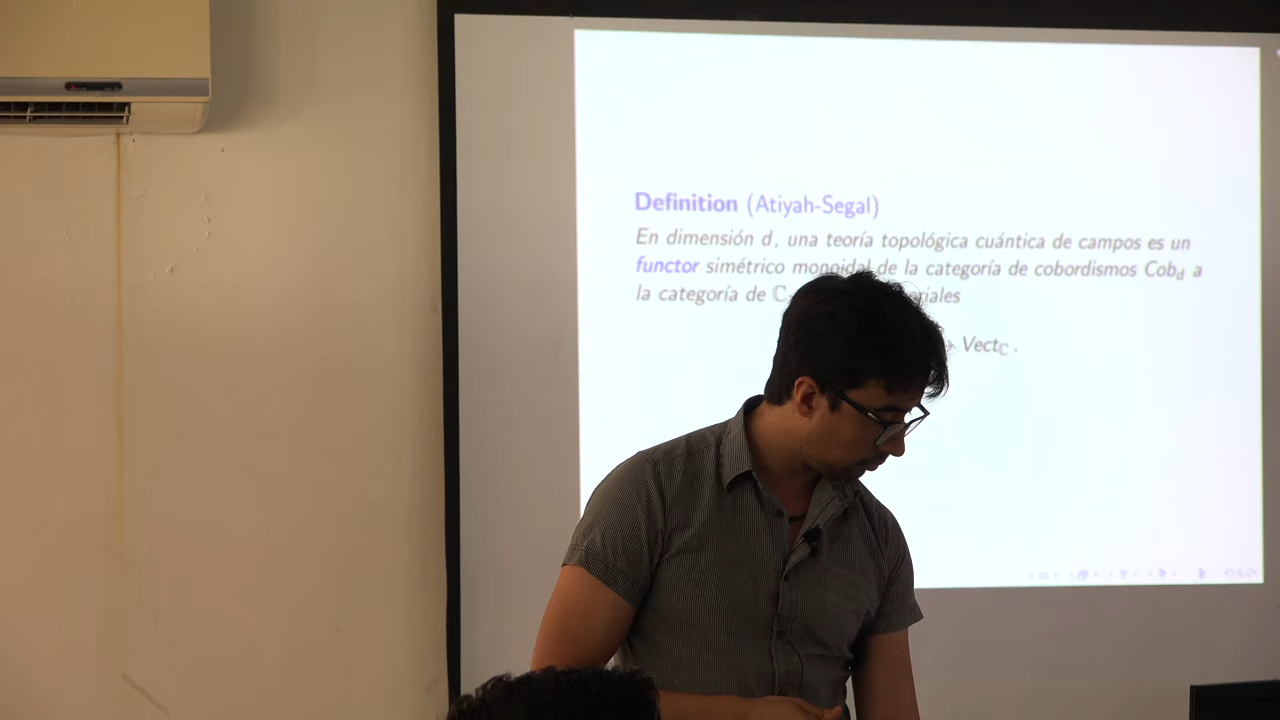 Definition (Atiyah-Segal)
En dimensión d, una teoría topológica cuántica de campos es un
functor simétrico monoidal de la categoría de cobordismos Cob_d a
la categoría de ℂ
Vect_ℂ .